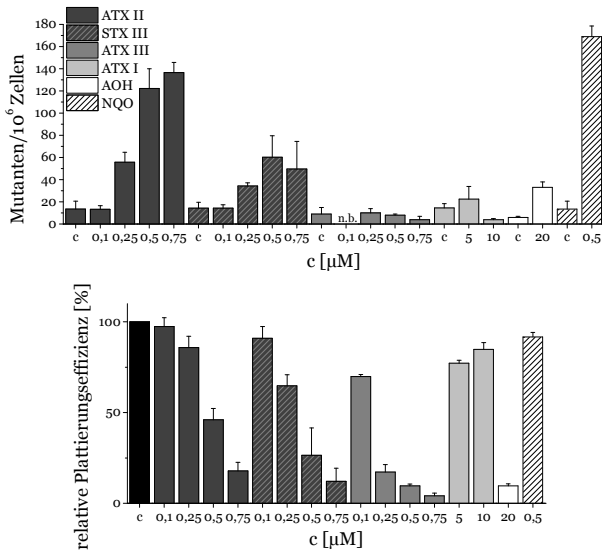 ATX II
STX III
ATX III
ATX I
AOH
NQO
Mutanten/10⁶ Zellen
180
160
140
120
100
80
60
40
20
0
n.b.
c 0,1 0,25 0,5 0,75 c 0,1 0,25 0,5 0,75 c 0,1 0,25 0,5 0,75 c 5 10 c 20 c 0,5
c [µM]
relative Plattierungseffizienz [%]
100
50
0
c 0,1 0,25 0,5 0,75 0,1 0,25 0,5 0,75 0,1 0,25 0,5 0,75 5 10 20 0,5
c [µM]